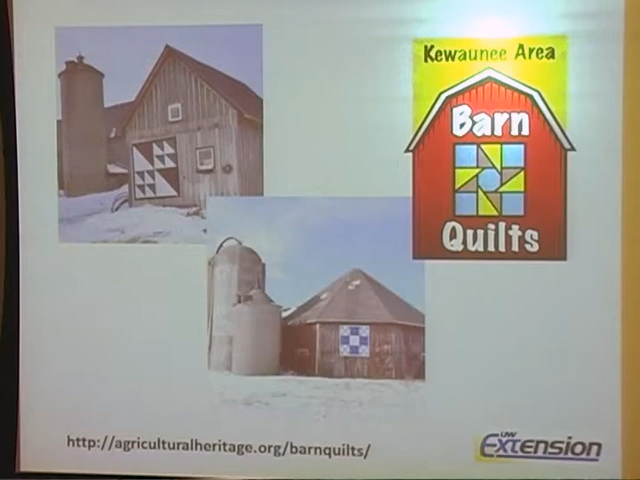 Kewaunee Area
Barn
Quilts
http://agriculturalheritage.org/barnquilts/
UW
Extension